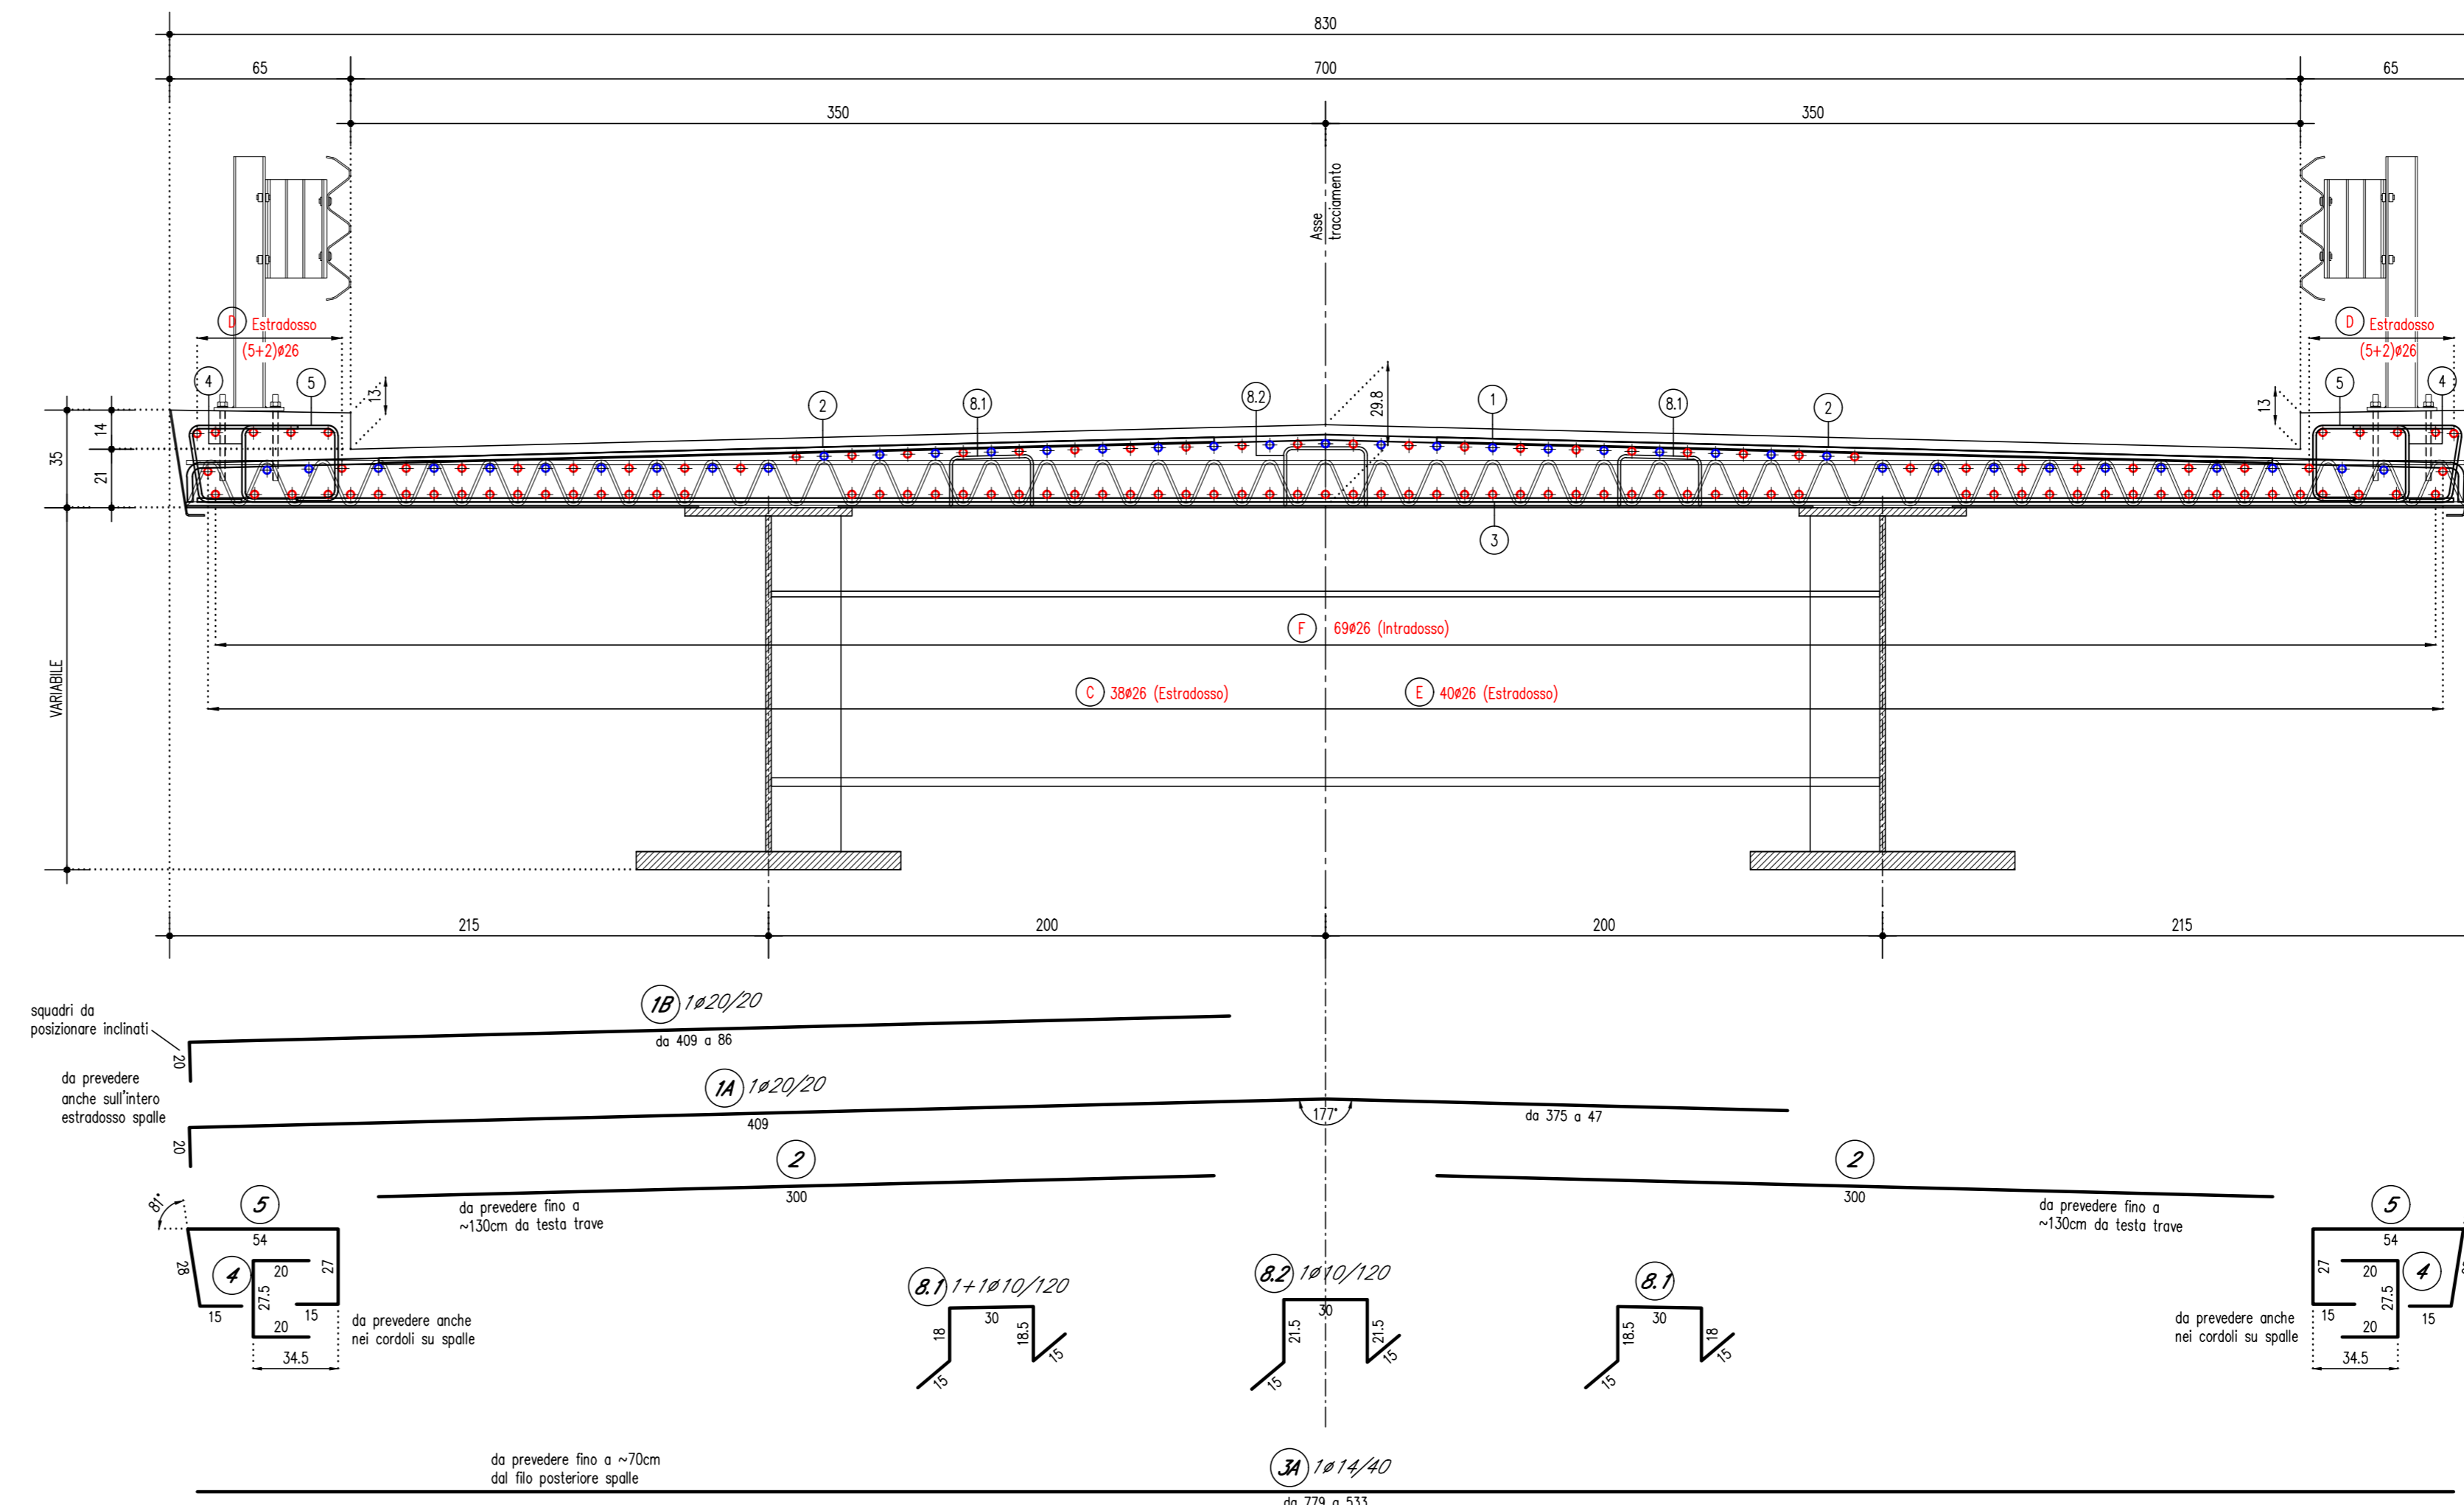 830
65
700
65
350
350
Asse
tracciamento
D Estradosso
(5+2)ø26
D Estradosso
(5+2)ø26
4
5
13
2
8.1
8.2
29.8
1
8.1
2
13
5
4
35
14
21
3
F 69ø26 (Intradosso)
C 38ø26 (Estradosso)
E 40ø26 (Estradosso)
VARIABILE
215
200
200
215
squadri da
posizionare inclinati
1B 1ø20/20
da 409 a 86
20
da prevedere
anche sull'intero
estradosso spalle
1A 1ø20/20
409
177°
da 375 a 47
20
2
300
da prevedere fino a
~130cm da testa trave
2
300
da prevedere fino a
~130cm da testa trave
81°
5
54
28
4
20
27
27.5
15
15
20
34.5
da prevedere anche
nei cordoli su spalle
8.1 1+1ø10/120
30
18
18.5
15
15
8.2 1ø10/120
30
21.5
21.5
15
15
8.1
30
18.5
18
15
15
5
54
27
20
4
27.5
15
15
20
34.5
da prevedere anche
nei cordoli su spalle
da prevedere fino a ~70cm
dal filo posteriore spalle
3A 1ø14/40
da 779 a 533